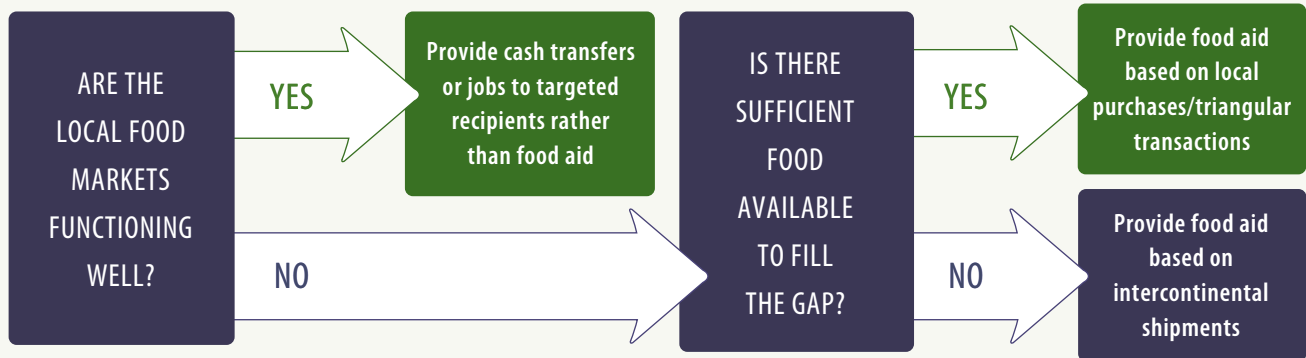 ARE THE
LOCAL FOOD
MARKETS
FUNCTIONING
WELL?
YES
Provide cash transfers
or jobs to targeted
recipients rather
than food aid
NO
IS THERE
SUFFICIENT
FOOD
AVAILABLE
TO FILL
THE GAP?
YES
Provide food aid
based on local
purchases/triangular
transactions
NO
Provide food aid
based on
intercontinental
shipments